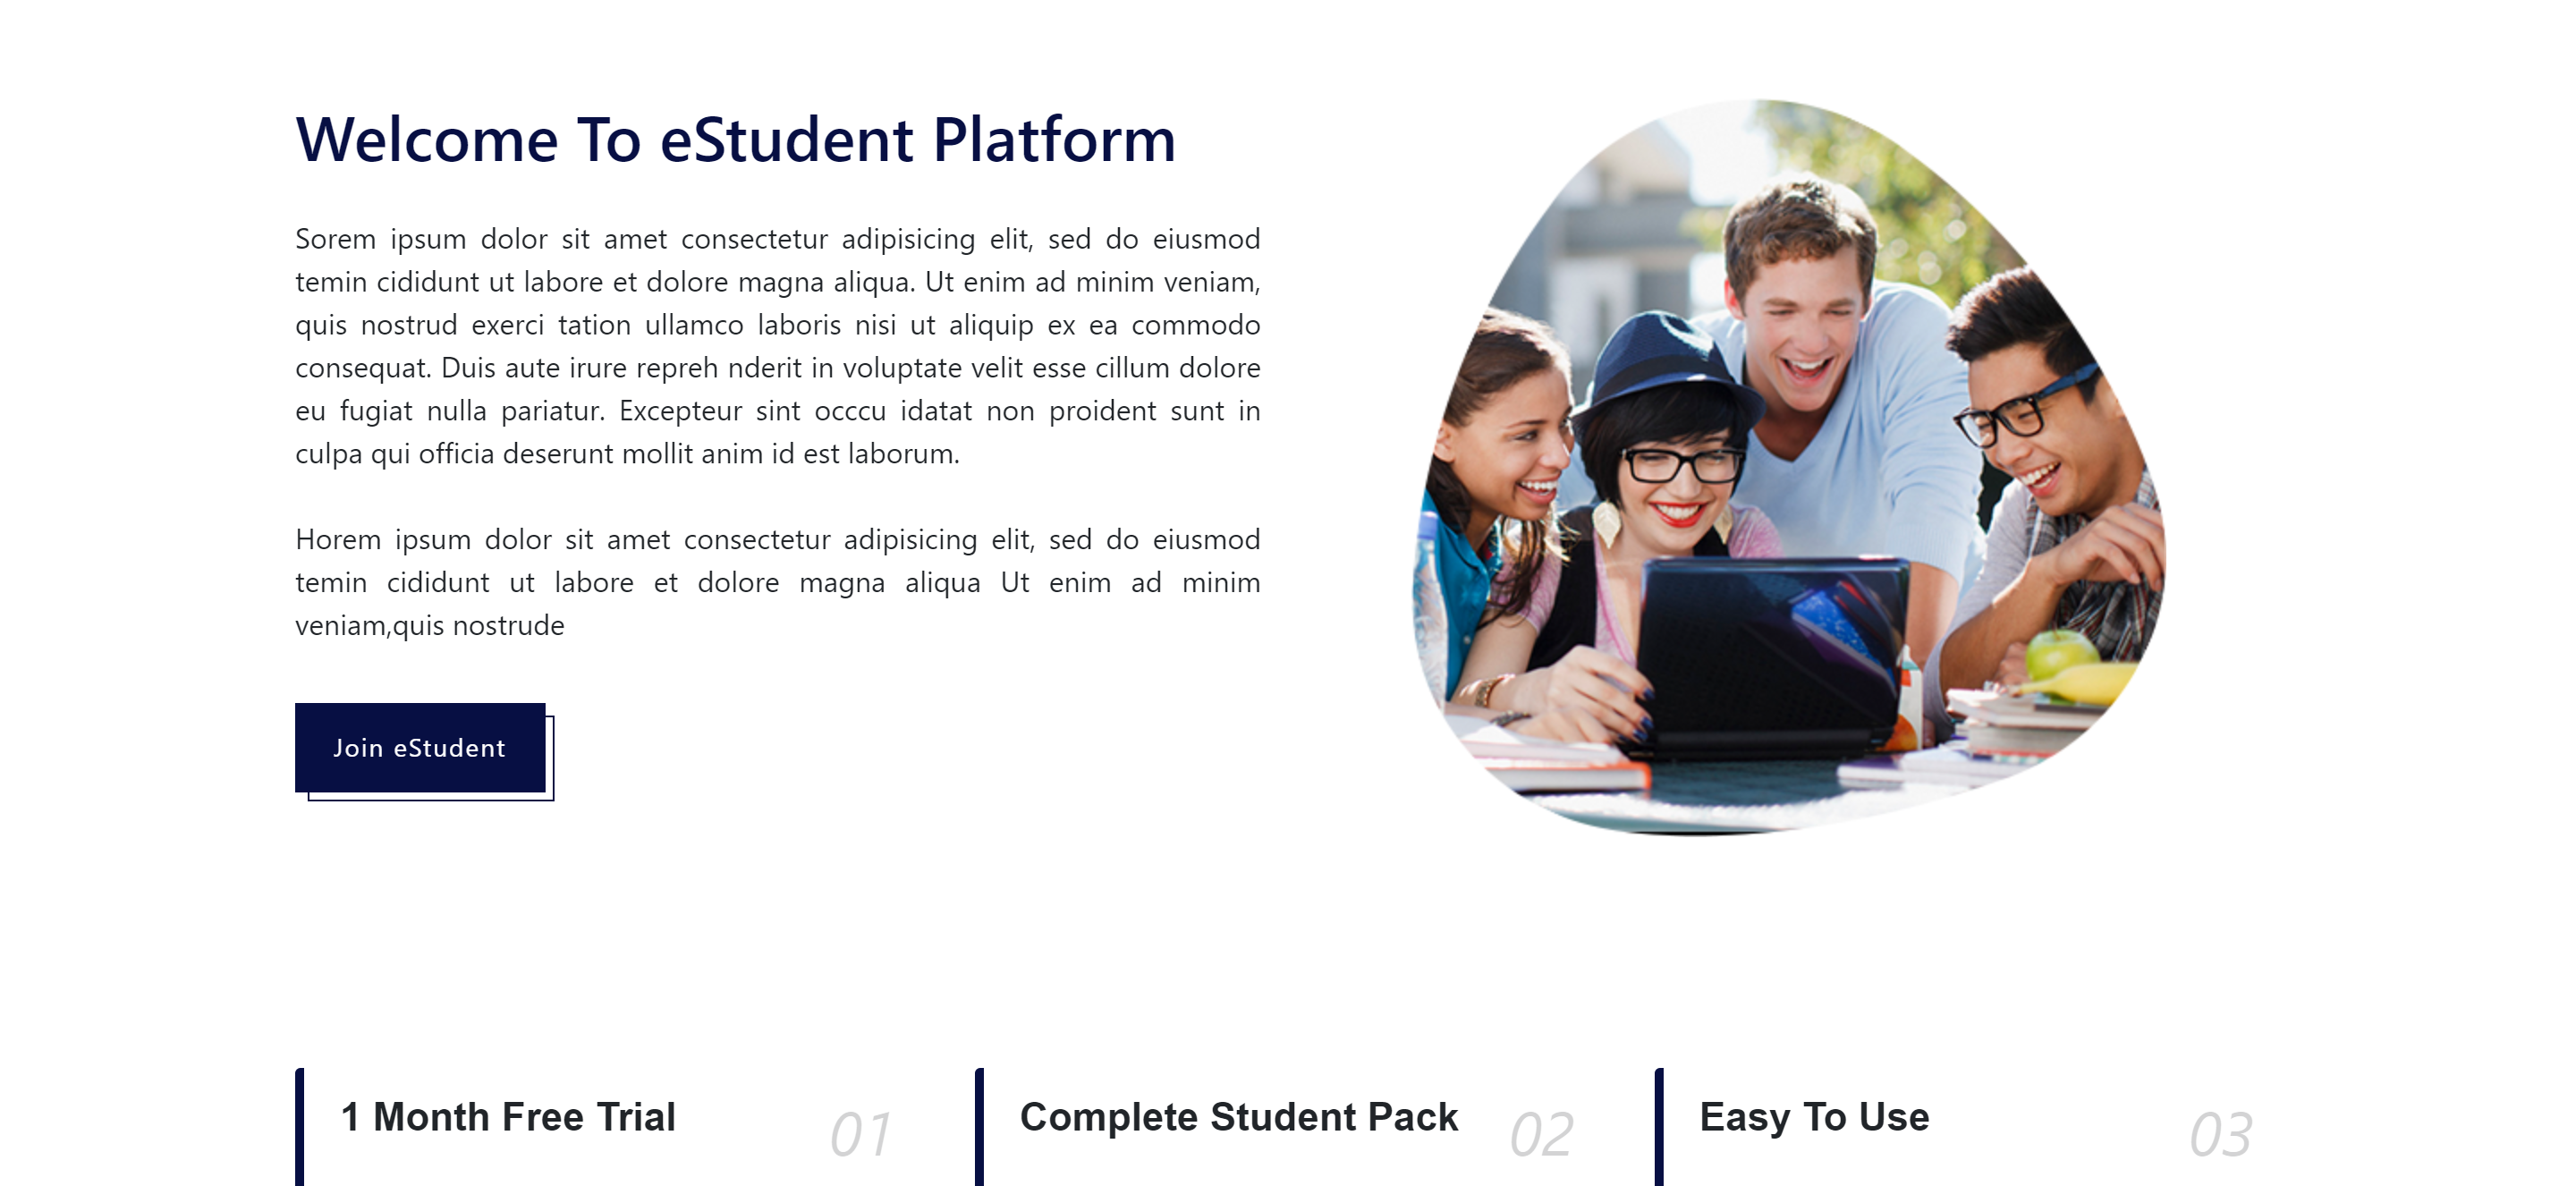 Welcome To eStudent Platform
Sorem ipsum dolor sit amet consectetur adipisicing elit, sed do eiusmod
temin cididunt ut labore et dolore magna aliqua. Ut enim ad minim veniam,
quis nostrud exerci tation ullamco laboris nisi ut aliquip ex ea commodo
consequat. Duis aute irure repreh nderit in voluptate velit esse cillum dolore
eu fugiat nulla pariatur. Excepteur sint occcu idatat non proident sunt in
culpa qui officia deserunt mollit anim id est laborum.
Horem ipsum dolor sit amet consectetur adipisicing elit, sed do eiusmod
temin cididunt ut labore et dolore magna aliqua Ut enim ad minim
veniam,quis nostrude
Join eStudent
1 Month Free Trial
01
Complete Student Pack
02
Easy To Use
03